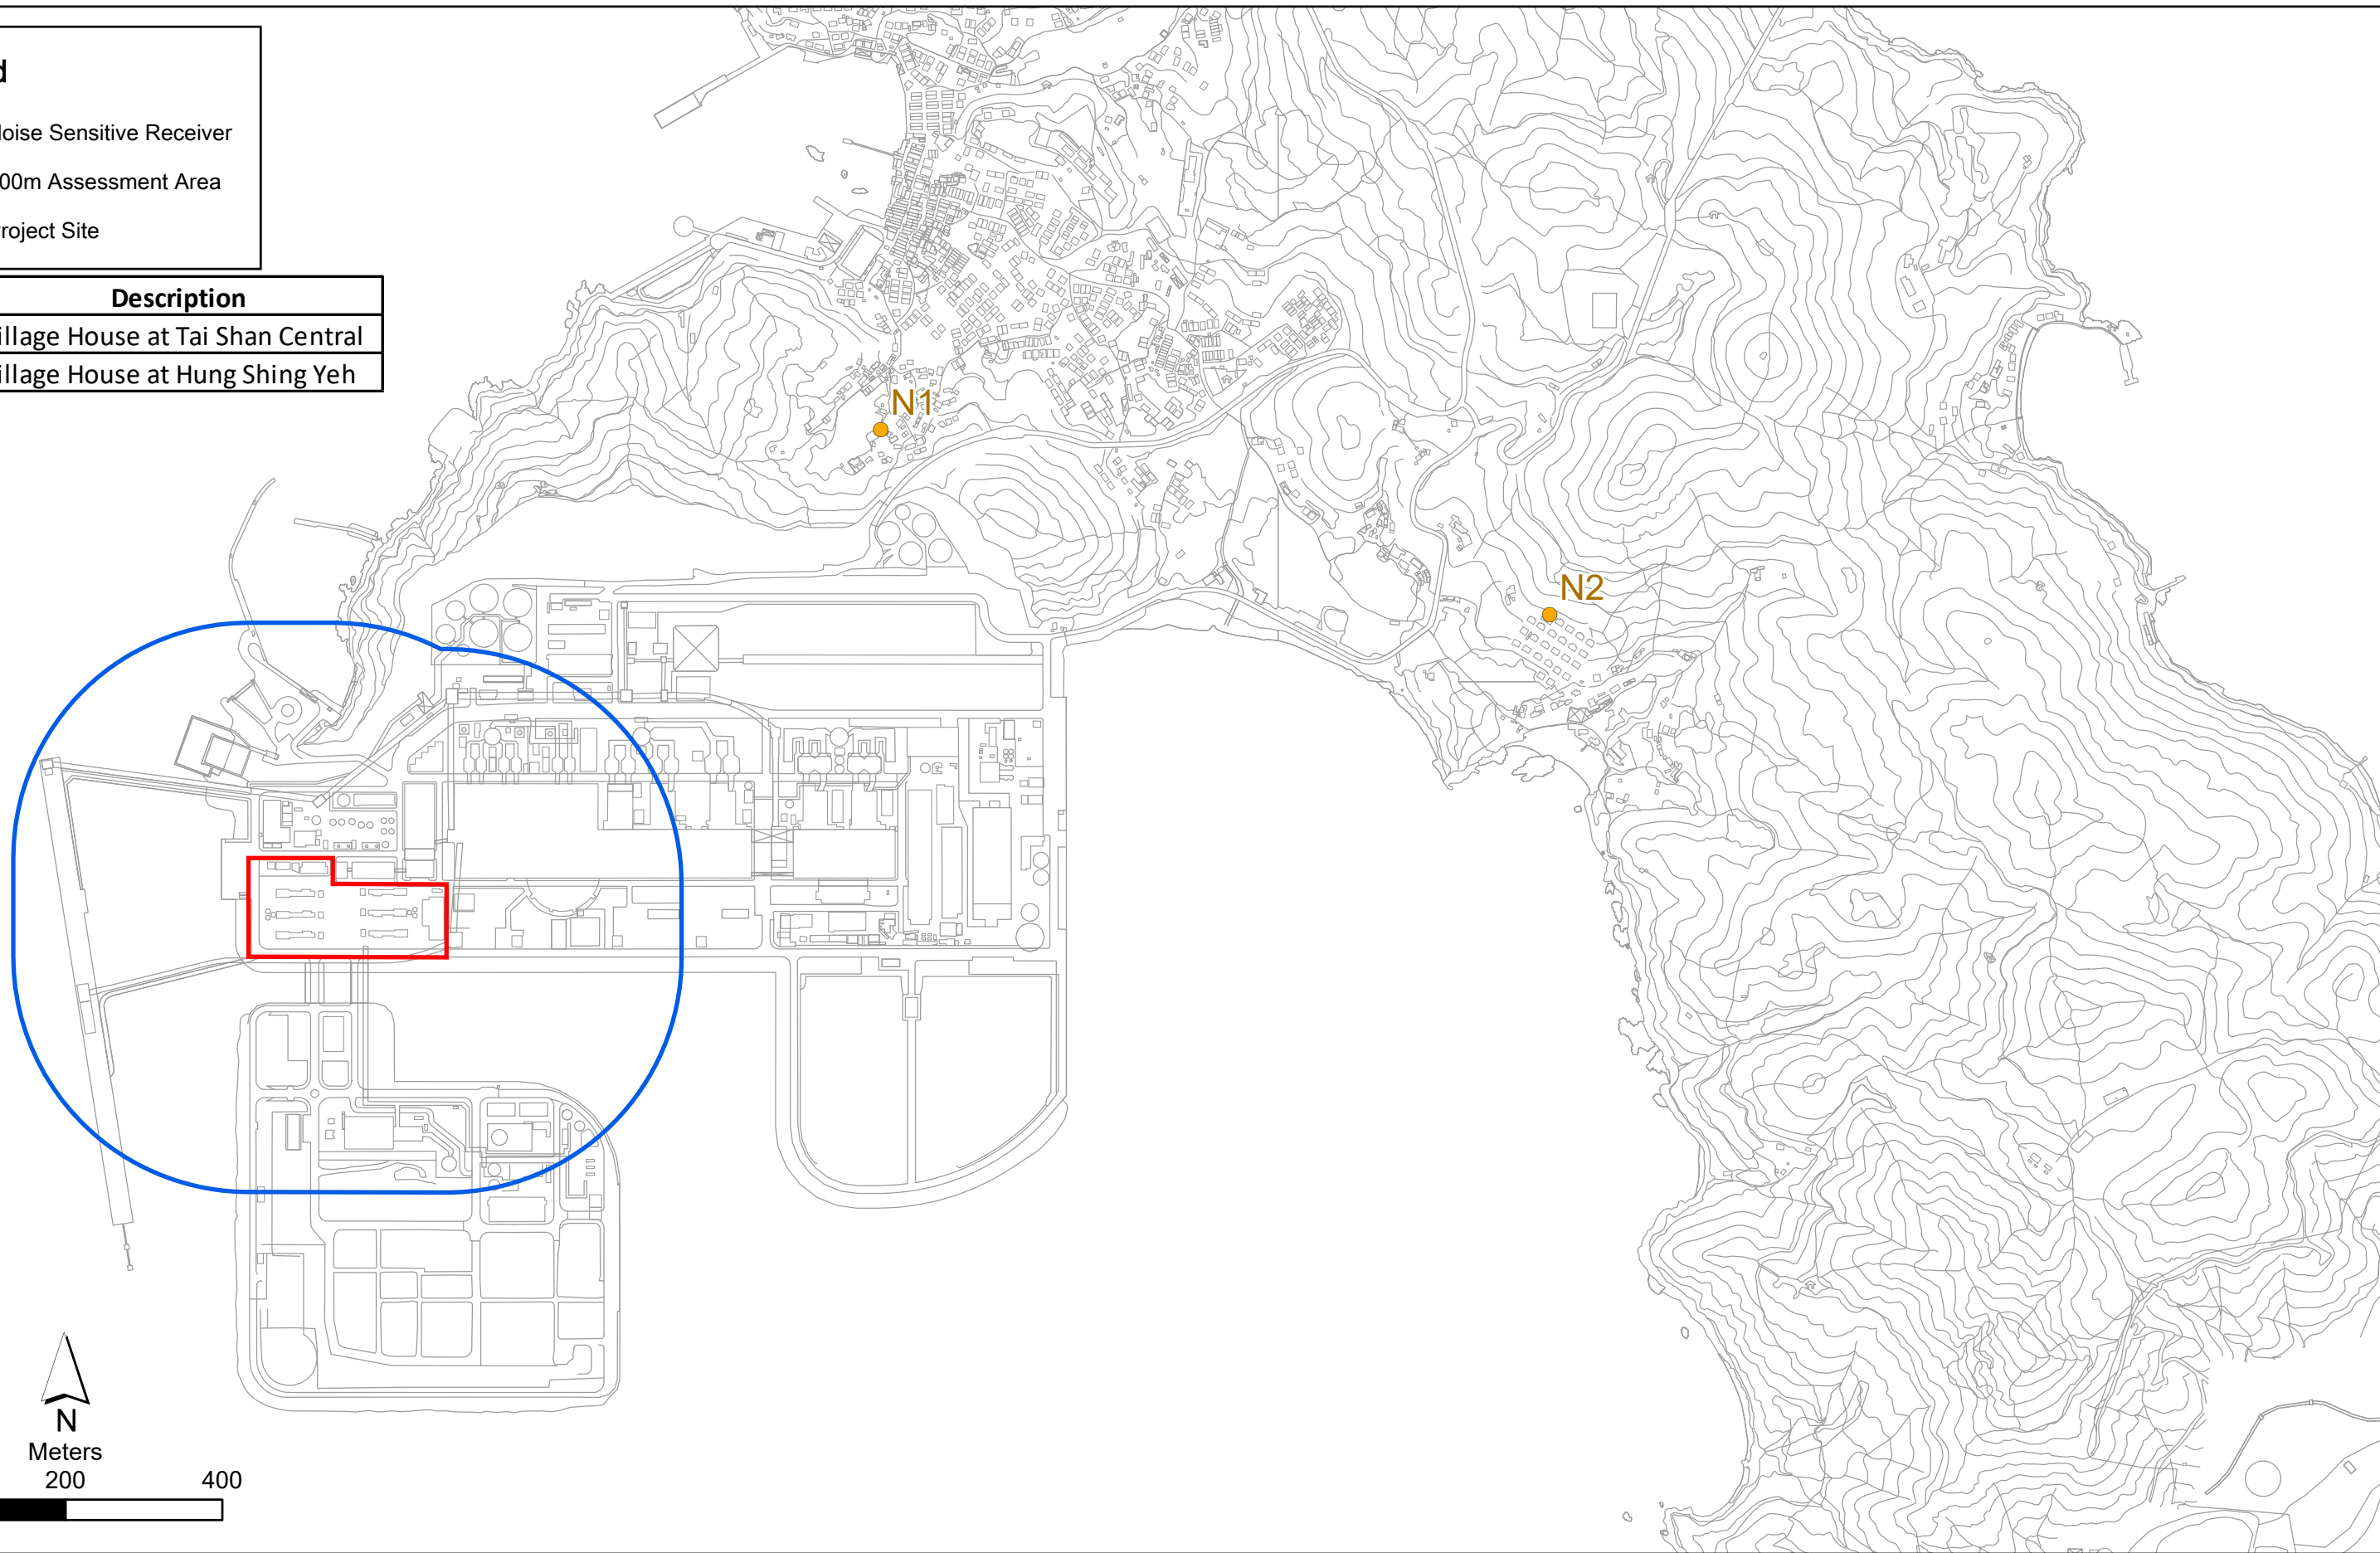 d
oise Sensitive Receiver
00m Assessment Area
roject Site
Description
illage House at Tai Shan Central
illage House at Hung Shing Yeh
N1
N2
N
Meters
200 400